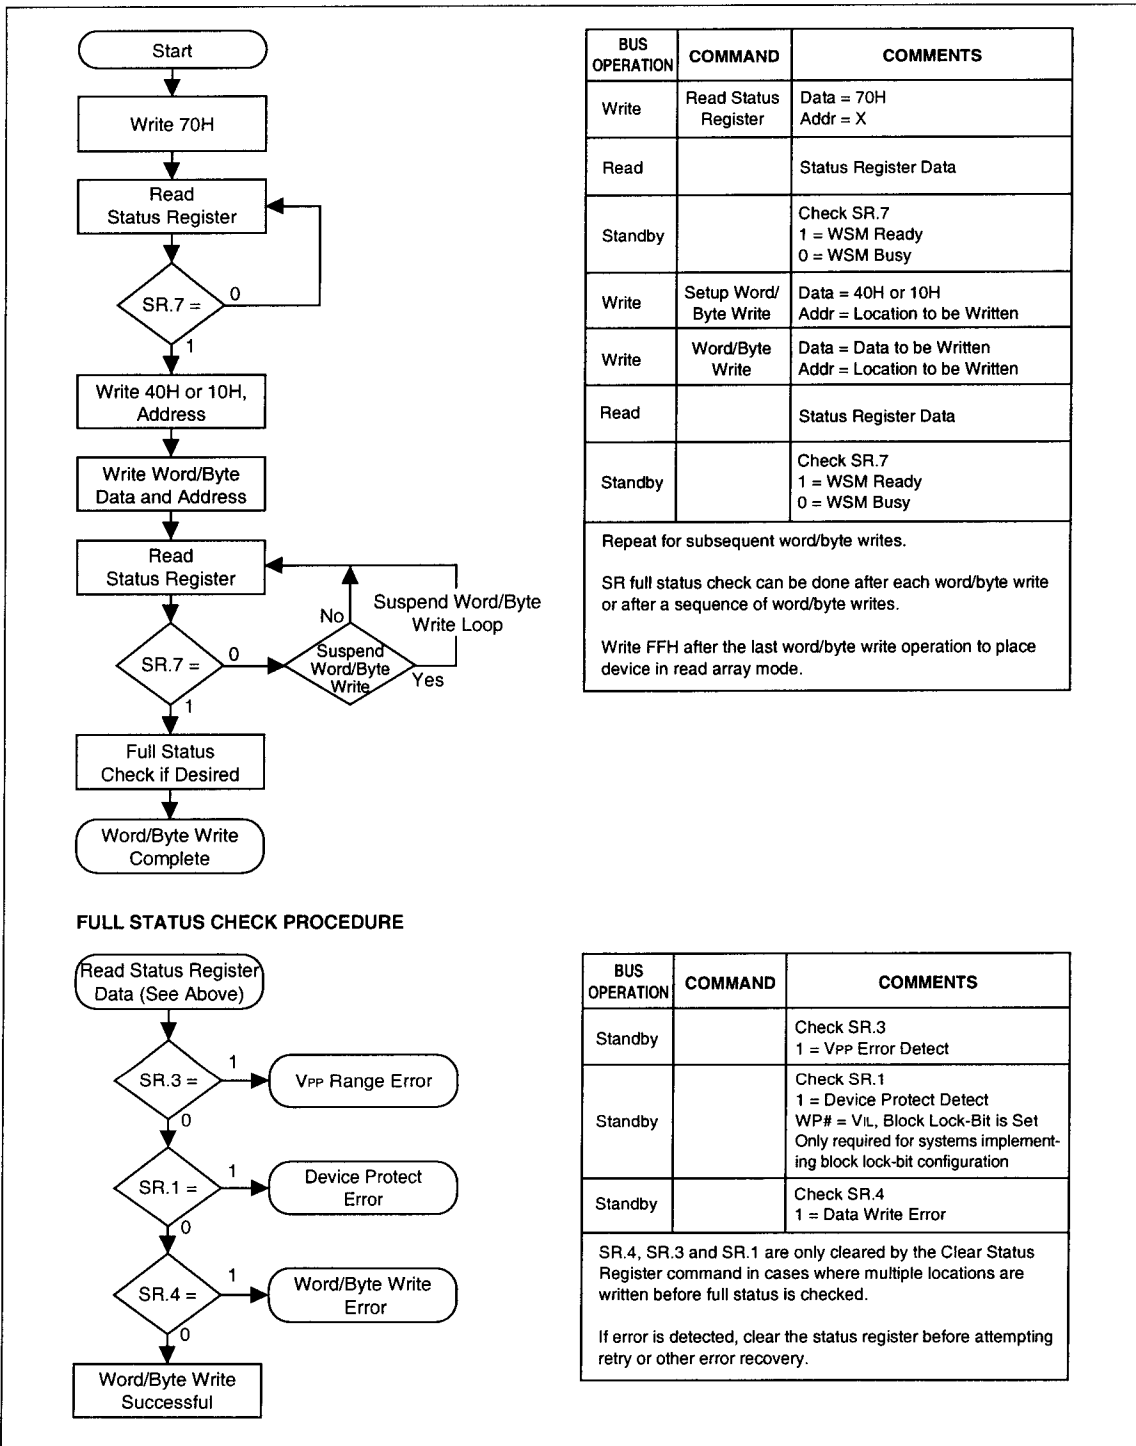 Start
Write 70H
Read
Status Register
SR.7 =
0
1
Write 40H or 10H,
Address
Write Word/Byte
Data and Address
Read
Status Register
Suspend Word/Byte
Write Loop
No
SR.7 =
0
Suspend
Word/Byte
Write
Yes
1
Full Status
Check if Desired
Word/Byte Write
Complete
BUS
OPERATION
COMMAND
COMMENTS
Write
Read Status
Register
Data = 70H
Addr = X
Read
Status Register Data
Standby
Check SR.7
1 = WSM Ready
0 = WSM Busy
Write
Setup Word/
Byte Write
Data = 40H or 10H
Addr = Location to be Written
Write
Word/Byte
Write
Data = Data to be Written
Addr = Location to be Written
Read
Status Register Data
Standby
Check SR.7
1 = WSM Ready
0 = WSM Busy
Repeat for subsequent word/byte writes.
SR full status check can be done after each word/byte write
or after a sequence of word/byte writes.
Write FFH after the last word/byte write operation to place
device in read array mode.
FULL STATUS CHECK PROCEDURE
Read Status Register
Data (See Above)
SR.3 =
1
VPP Range Error
0
SR.1 =
1
Device Protect
Error
0
SR.4 =
1
Word/Byte Write
Error
0
Word/Byte Write
Successful
BUS
OPERATION
COMMAND
COMMENTS
Standby
Check SR.3
1 = VPP Error Detect
Standby
Check SR.1
1 = Device Protect Detect
WP# = VIL, Block Lock-Bit is Set
Only required for systems implement-
ing block lock-bit configuration
Standby
Check SR.4
1 = Data Write Error
SR.4, SR.3 and SR.1 are only cleared by the Clear Status
Register command in cases where multiple locations are
written before full status is checked.
If error is detected, clear the status register before attempting
retry or other error recovery.